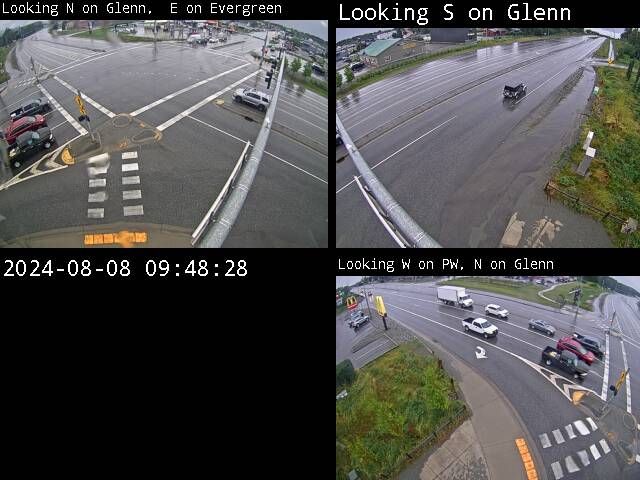 Looking N on Glenn, E on Evergreen
Looking S on Glenn
2024-08-08 09:48:28
Looking W on PW, N on Glenn